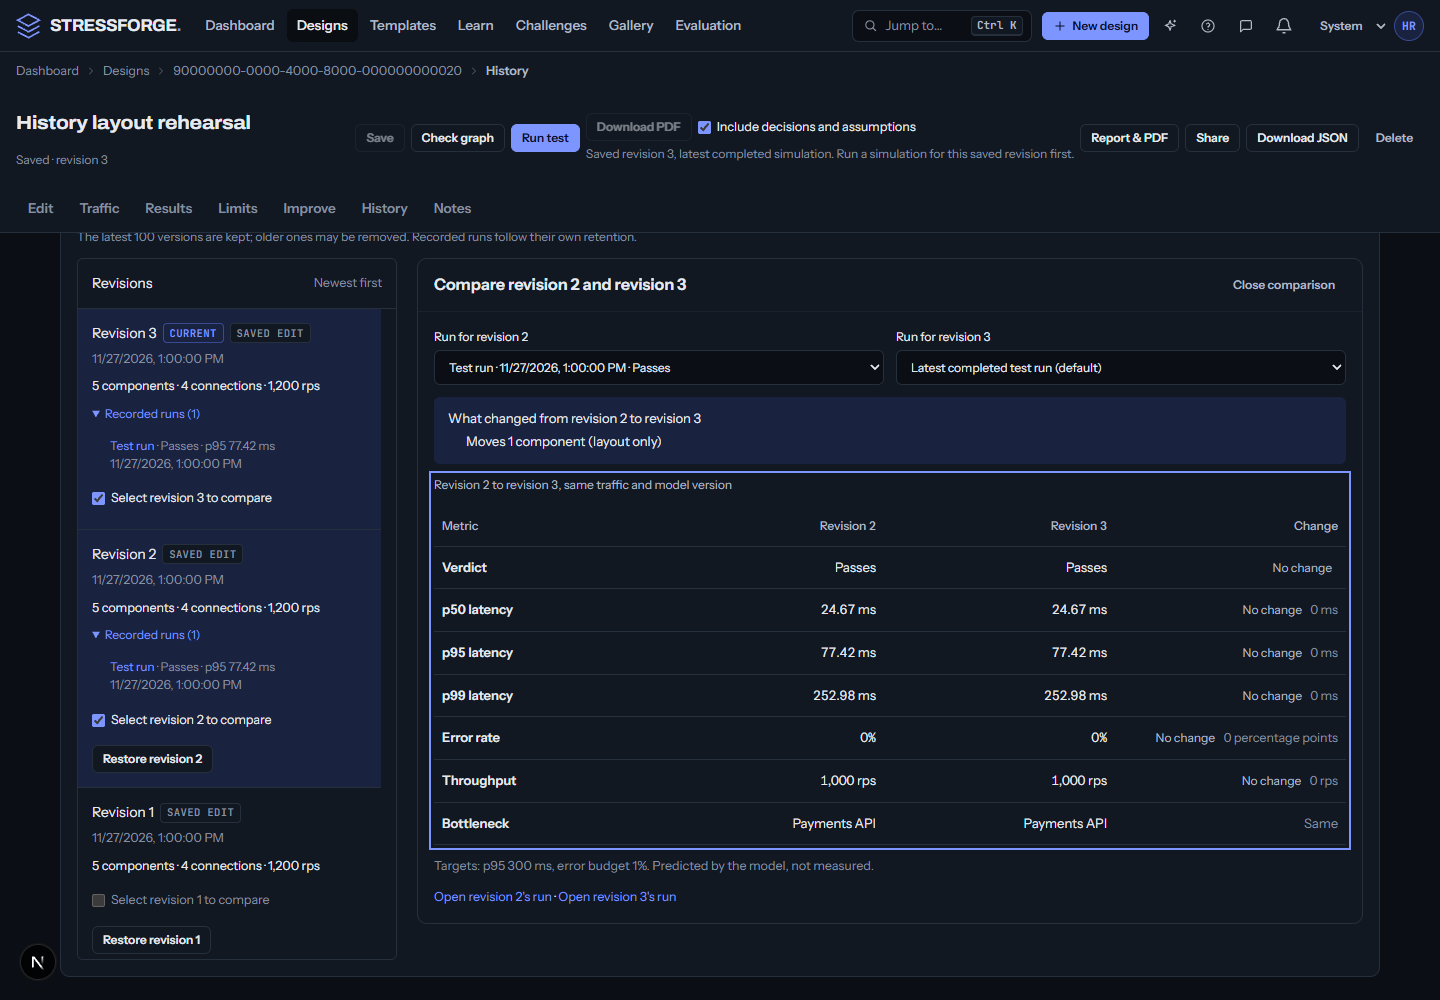 STRESSFORGE.
Dashboard
Designs
Templates
Learn
Challenges
Gallery
Evaluation
Jump to...
Ctrl K
+ New design
System
HR
Dashboard > Designs > 90000000-0000-4000-8000-000000000020 > History
History layout rehearsal
Saved · revision 3
Save
Check graph
Run test
Download PDF
Include decisions and assumptions
Saved revision 3, latest completed simulation. Run a simulation for this saved revision first.
Report & PDF
Share
Download JSON
Delete
Edit
Traffic
Results
Limits
Improve
History
Notes
The latest 100 versions are kept; older ones may be removed. Recorded runs follow their own retention.
Revisions
Newest first
Revision 3 CURRENT SAVED EDIT
11/27/2026, 1:00:00 PM
5 components · 4 connections · 1,200 rps
▼ Recorded runs (1)
Test run · Passes · p95 77.42 ms
11/27/2026, 1:00:00 PM
Select revision 3 to compare
Revision 2 SAVED EDIT
11/27/2026, 1:00:00 PM
5 components · 4 connections · 1,200 rps
▼ Recorded runs (1)
Test run · Passes · p95 77.42 ms
11/27/2026, 1:00:00 PM
Select revision 2 to compare
Restore revision 2
Revision 1 SAVED EDIT
11/27/2026, 1:00:00 PM
5 components · 4 connections · 1,200 rps
Select revision 1 to compare
Restore revision 1
N
Compare revision 2 and revision 3
Close comparison
Run for revision 2
Test run · 11/27/2026, 1:00:00 PM · Passes
Run for revision 3
Latest completed test run (default)
What changed from revision 2 to revision 3
Moves 1 component (layout only)
Revision 2 to revision 3, same traffic and model version
Metric Revision 2 Revision 3 Change
Verdict Passes Passes No change
p50 latency 24.67 ms 24.67 ms No change 0 ms
p95 latency 77.42 ms 77.42 ms No change 0 ms
p99 latency 252.98 ms 252.98 ms No change 0 ms
Error rate 0% 0% No change 0 percentage points
Throughput 1,000 rps 1,000 rps No change 0 rps
Bottleneck Payments API Payments API Same
Targets: p95 300 ms, error budget 1%. Predicted by the model, not measured.
Open revision 2's run · Open revision 3's run